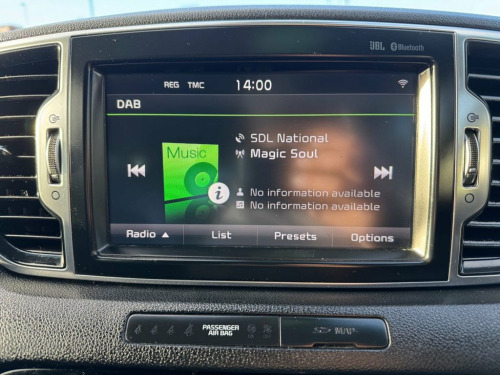 JBL Bluetooth
REG TMC 14:00
DAB
SDL National
Magic Soul
Music
i
No information available
No information available
Radio ▲ List Presets Options
PASSENGER
AIR BAG
SD MAP